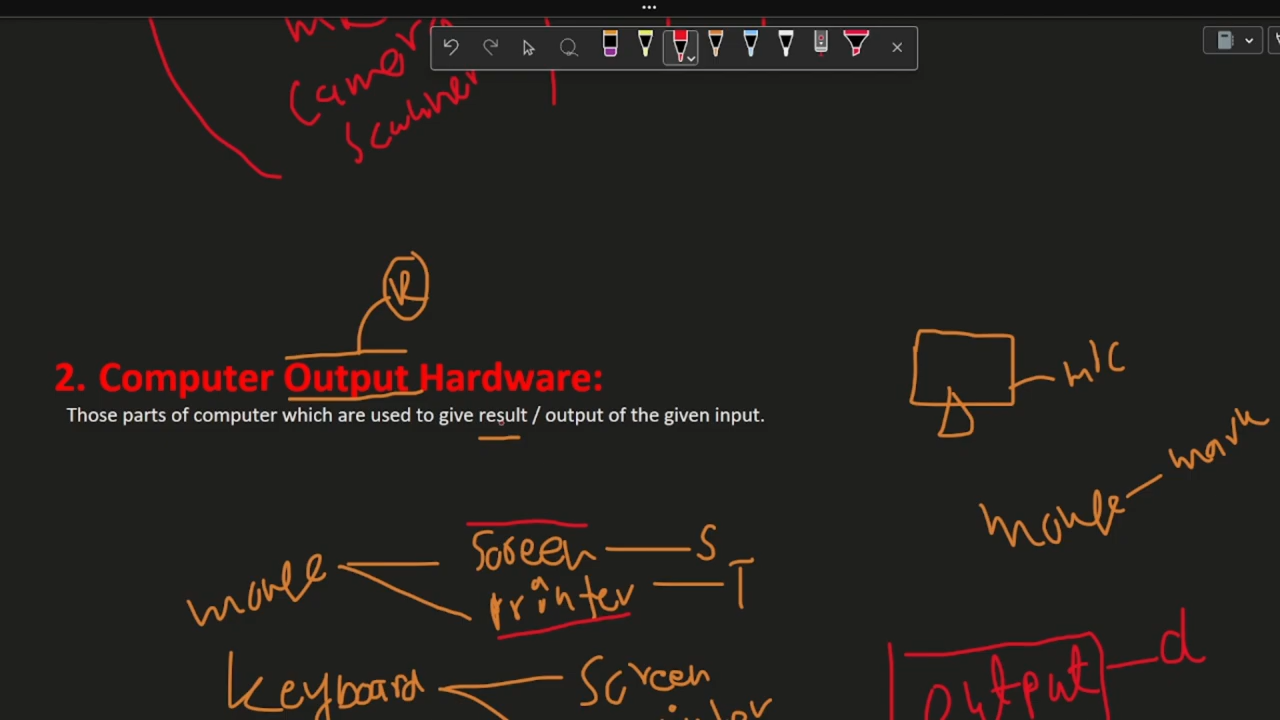 Camera
Scanner
R
2. Computer Output Hardware:
Those parts of computer which are used to give result / output of the given input.
M/C
mouse — mark
mouse — Screen — S
Printer — T
Keyboard — Screen
Output — d